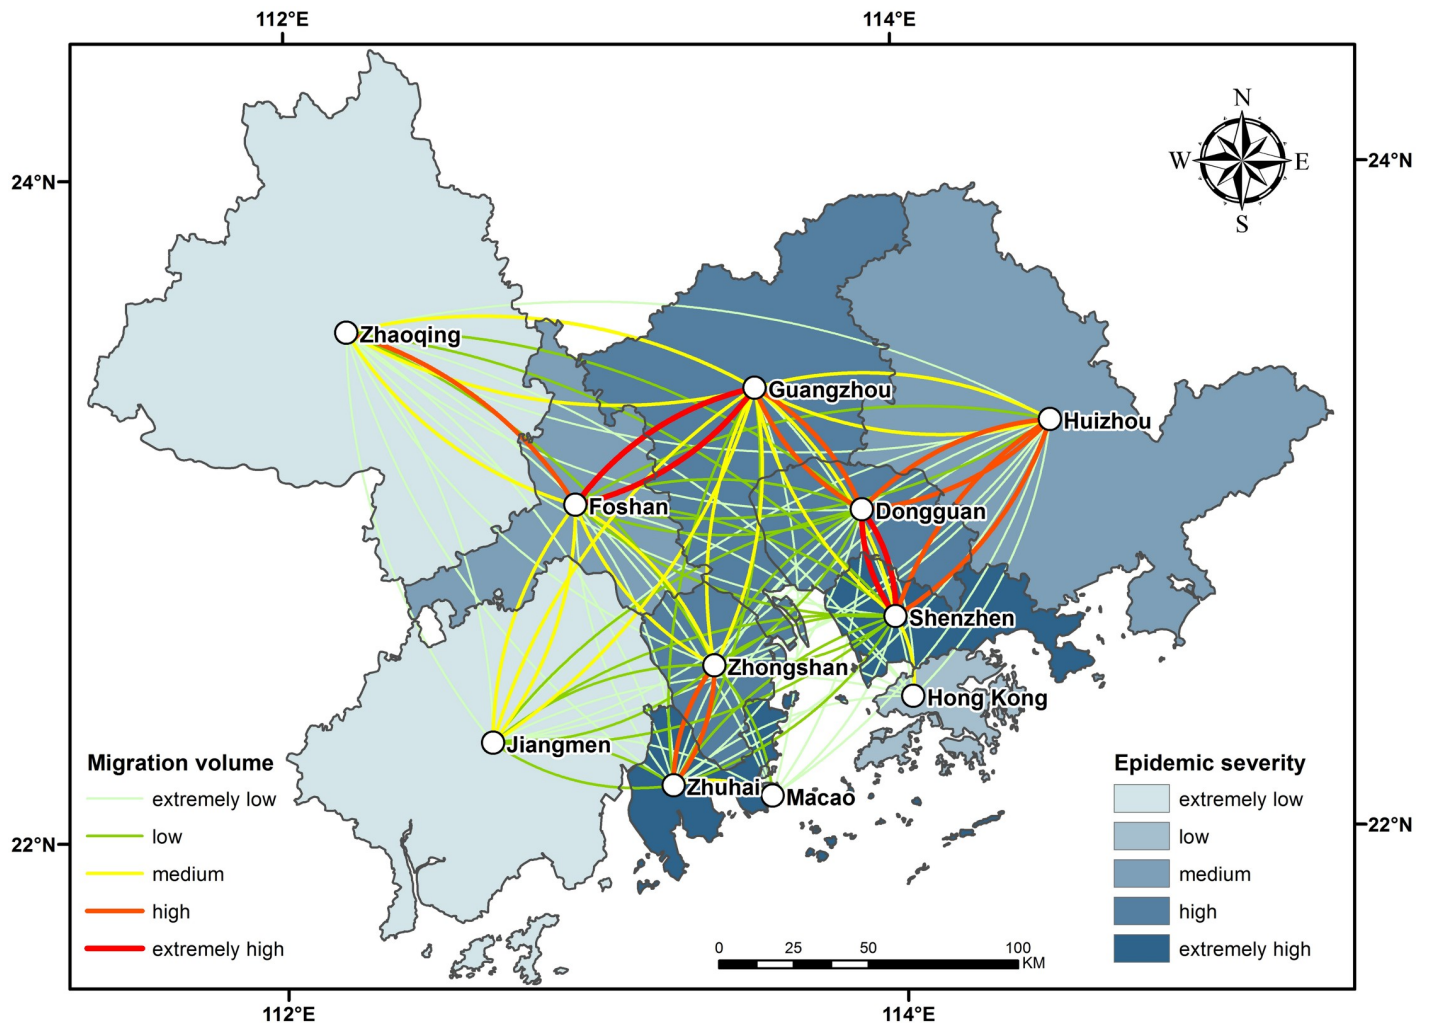 112°E
114°E
N
W
E
S
24°N
24°N
Zhaoqing
Guangzhou
Huizhou
Foshan
Dongguan
Shenzhen
Zhongshan
Hong Kong
Jiangmen
Zhuhai
Macao
Migration volume
extremely low
low
medium
high
extremely high
Epidemic severity
extremely low
low
medium
high
extremely high
22°N
22°N
0 25 50 100
KM
112°E
114°E